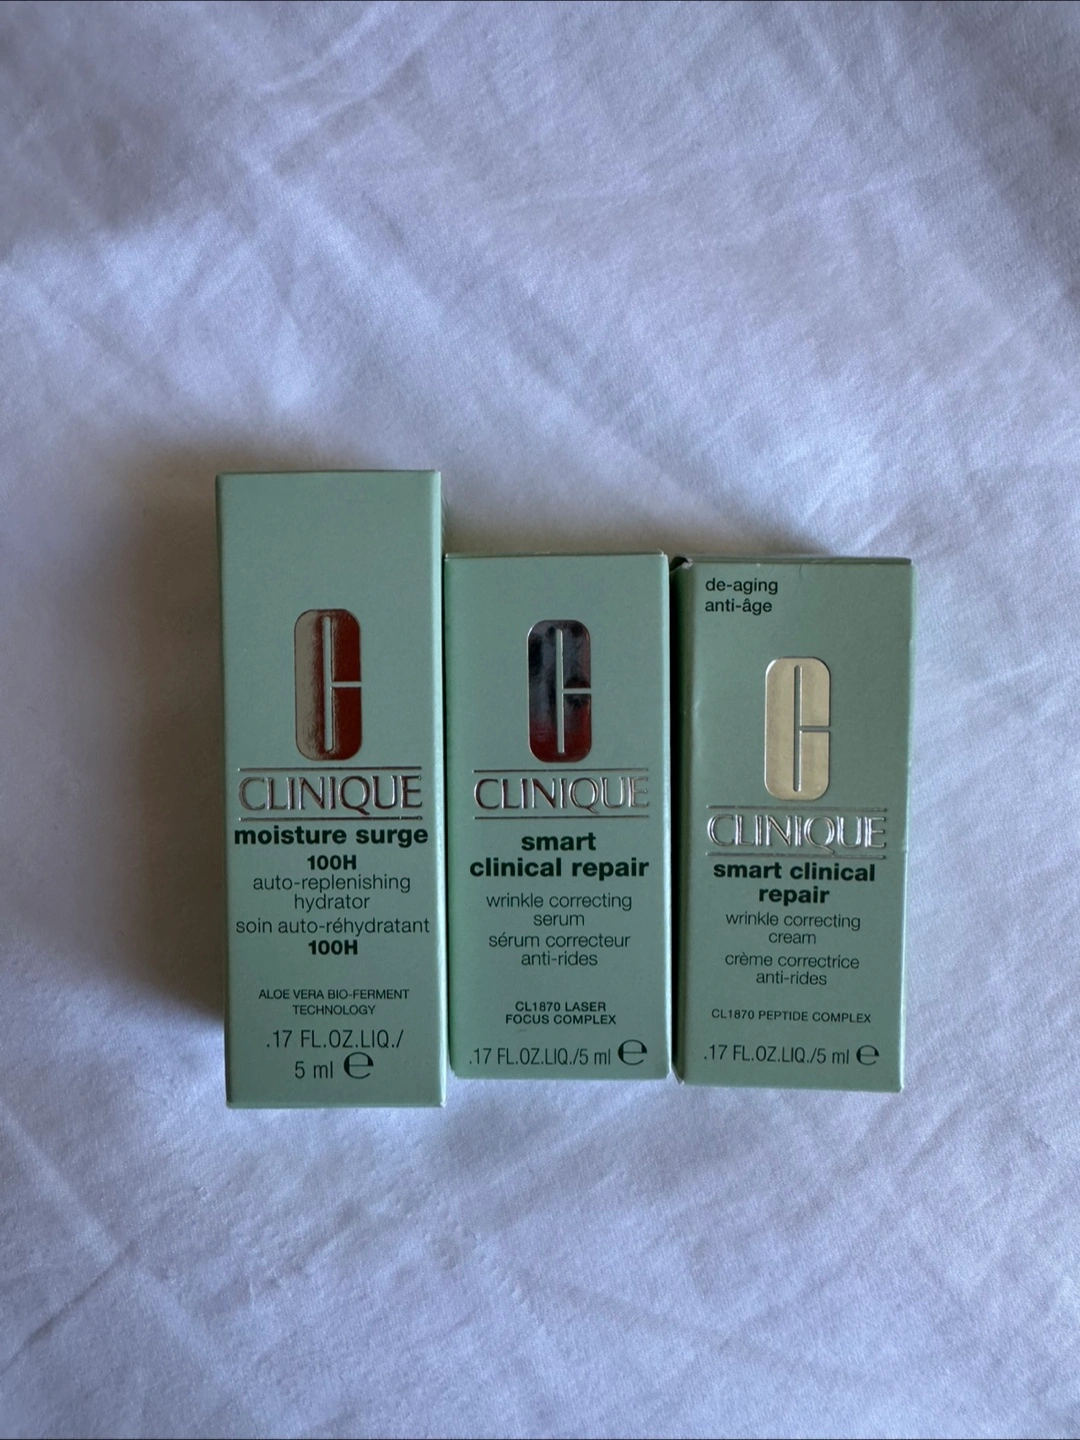 CLINIQUE
moisture surge
100H
auto-replenishing
hydrator
soin auto-réhydratant
100H
ALOE VERA BIO-FERMENT
TECHNOLOGY
.17 FL.OZ.LIQ./
5 ml ℮
CLINIQUE
smart
clinical repair
wrinkle correcting
serum
sérum correcteur
anti-rides
CL1870 LASER
FOCUS COMPLEX
.17 FL.OZ.LIQ./5 ml ℮
de-aging
anti-âge
CLINIQUE
smart clinical
repair
wrinkle correcting
cream
crème correctrice
anti-rides
CL1870 PEPTIDE COMPLEX
.17 FL.OZ.LIQ./5 ml ℮